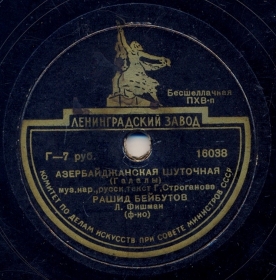 Бесшеллачная
ПХВ-п
ЛЕНИНГРАДСКИЙ ЗАВОД
Г—7 руб.
16038
АЗЕРБАЙДЖАНСКАЯ ШУТОЧНАЯ
(Гагалы)
муз. нар., русск. текст Г. Строганова
РАШИД БЕЙБУТОВ
Л. Фишман
(ф-но)
КОМИТЕТ ПО ДЕЛАМ ИСКУССТВ ПРИ СОВЕТЕ МИНИСТРОВ СССР